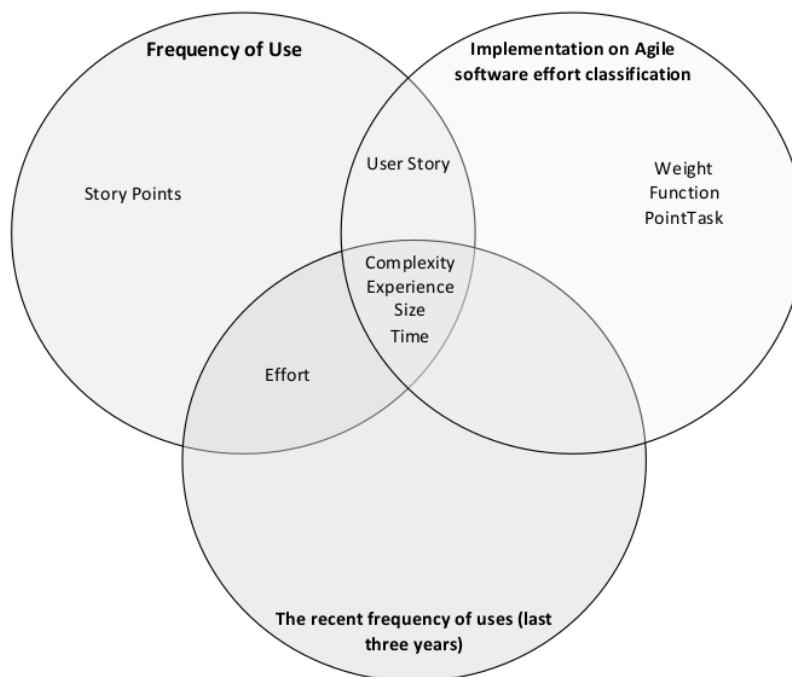 Frequency of Use
Implementation on Agile
software effort classification
User Story
Weight
Function
PointTask
Story Points
Complexity
Experience
Size
Time
Effort
The recent frequency of uses (last
three years)